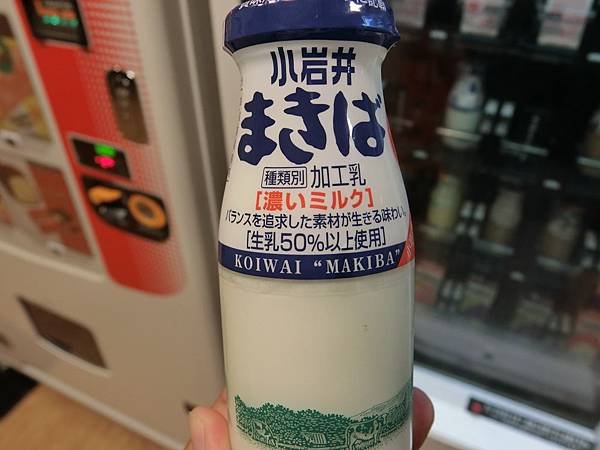 小岩井
まきば
種類別 加工乳
[濃いミルク]
バランスを追求した素材が生きる味わい。
[生乳50%以上使用]
KOIWAI "MAKIBA"